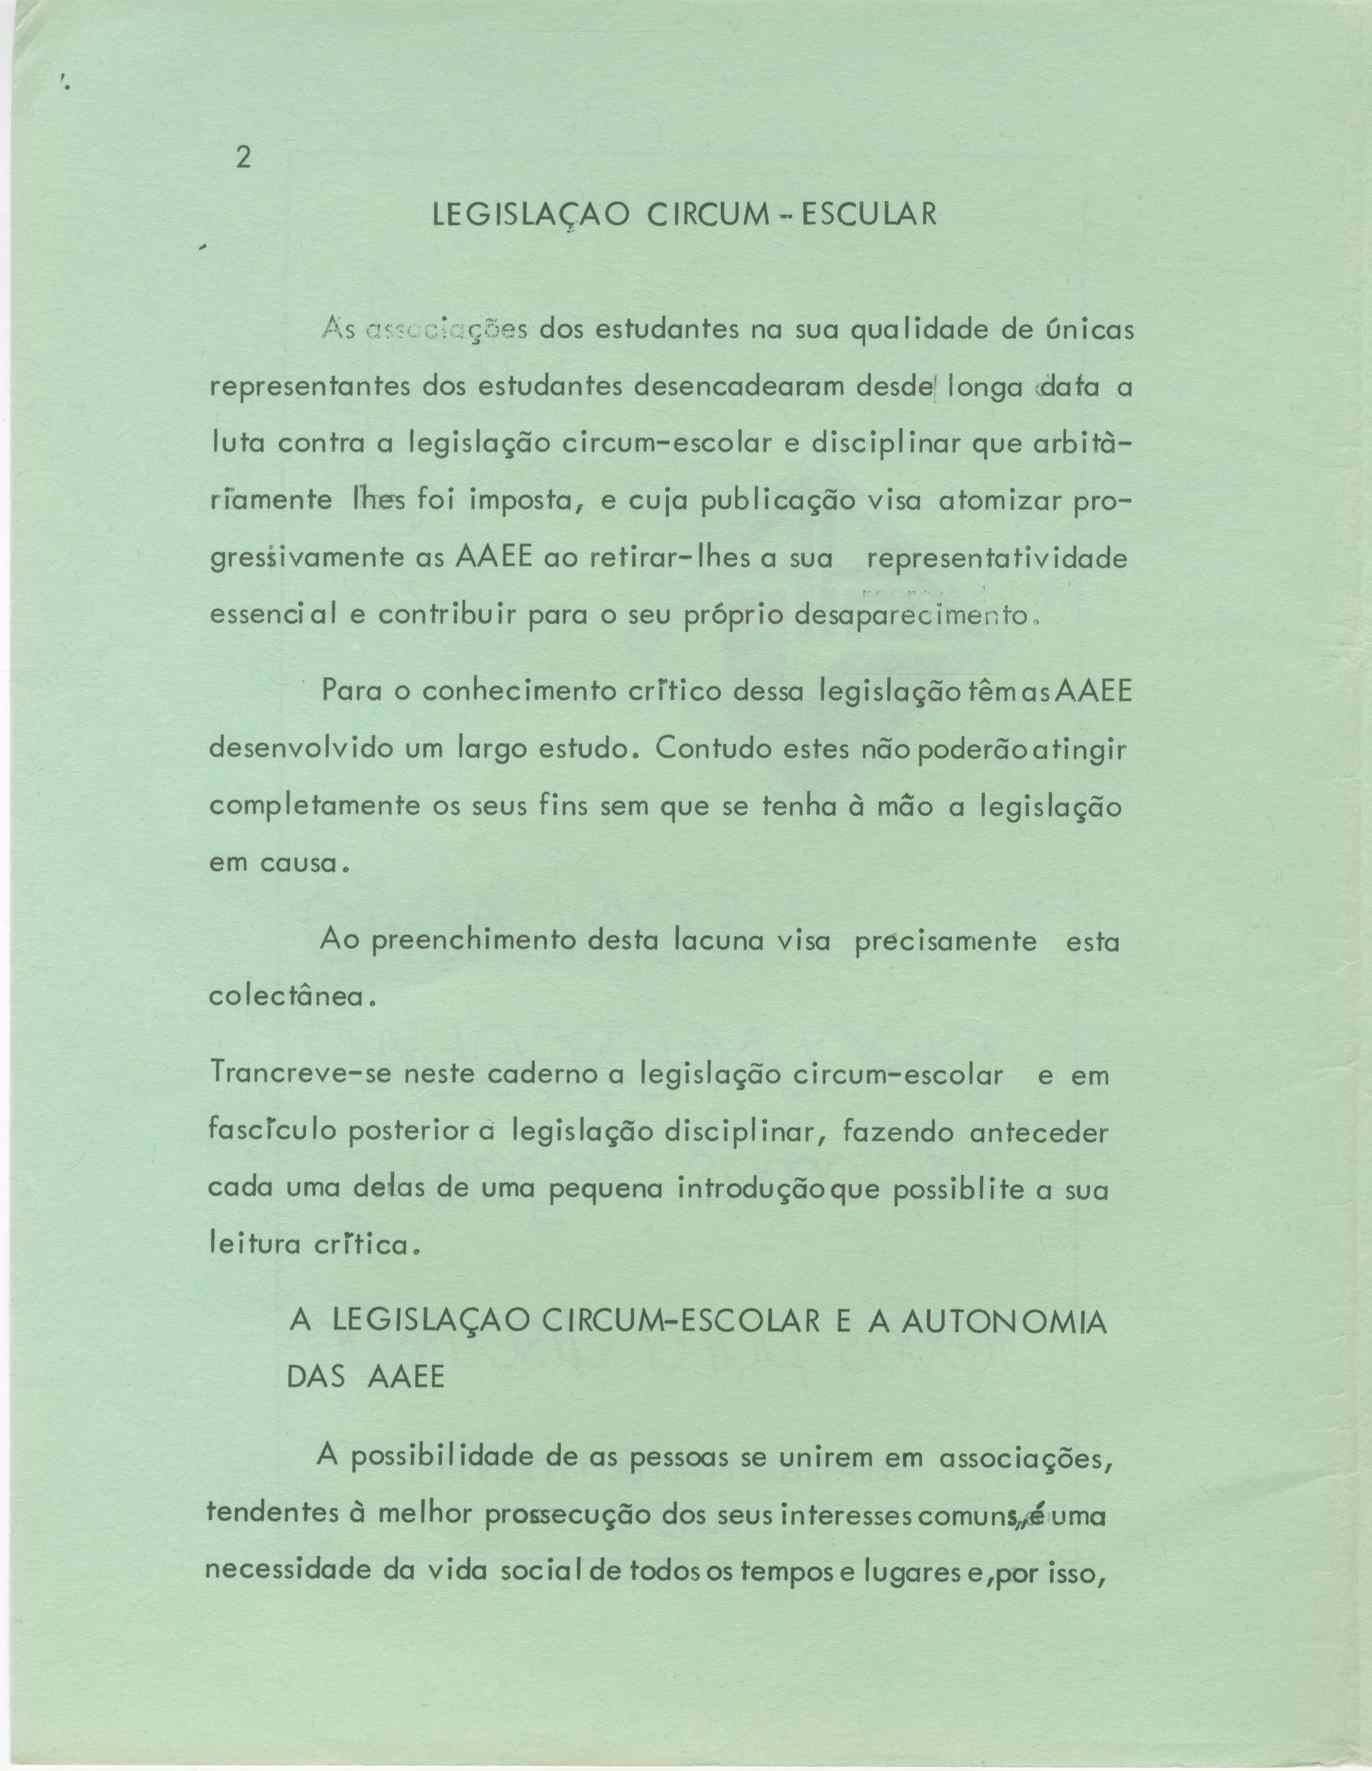 2
LEGISLAÇAO CIRCUM - ESCULAR
As associações dos estudantes na sua qualidade de únicas
representantes dos estudantes desencadearam desde longa data a
luta contra a legislação circum-escolar e disciplinar que arbità-
riamente lhes foi imposta, e cuja publicação visa atomizar pro-
gressivamente as AAEE ao retirar-lhes a sua representatividade
essencial e contribuir para o seu próprio desaparecimento.
Para o conhecimento crítico dessa legislação têm as AAEE
desenvolvido um largo estudo. Contudo estes não poderão atingir
completamente os seus fins sem que se tenha à mão a legislação
em causa.
Ao preenchimento desta lacuna visa precisamente esta
colectânea.
Trancreve-se neste caderno a legislação circum-escolar e em
fascículo posterior a legislação disciplinar, fazendo anteceder
cada uma delas de uma pequena introdução que possiblite a sua
leitura crítica.
A LEGISLAÇAO CIRCUM-ESCOLAR E A AUTONOMIA
DAS AAEE
A possibilidade de as pessoas se unirem em associações,
tendentes à melhor prossecução dos seus interesses comuns, é uma
necessidade da vida social de todos os tempos e lugares e, por isso,